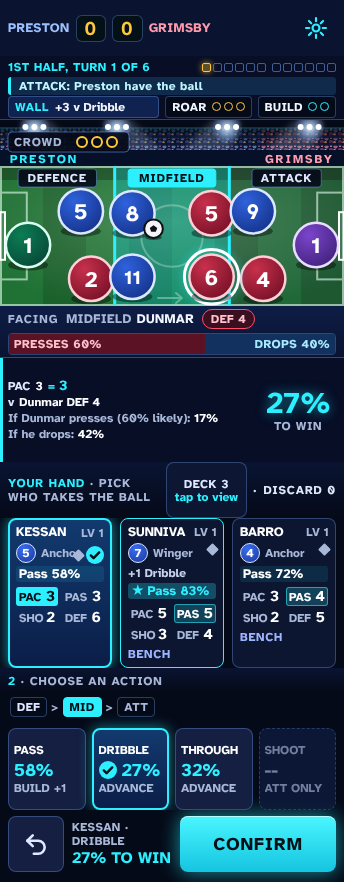 PRESTON 0 0 GRIMSBY
1ST HALF, TURN 1 OF 6
ATTACK: Preston have the ball
WALL +3 v Dribble ROAR BUILD
CROWD
PRESTON GRIMSBY
DEFENCE MIDFIELD ATTACK
5 8 5 9
1 1
2 11 6 4
FACING MIDFIELD DUNMAR DEF 4
PRESSES 60% DROPS 40%
PAC 3 = 3
v Dunmar DEF 4
If Dunmar presses (60% likely): 17%
If he drops: 42%
27%
TO WIN
YOUR HAND · PICK WHO TAKES THE BALL
DECK 3
tap to view
· DISCARD 0
KESSAN LV 1
5 Ancho
Pass 58%
PAC 3 PAS 3
SHO 2 DEF 6
SUNNIVA LV 1
7 Winger
+1 Dribble
★ Pass 83%
PAC 5 PAS 5
SHO 3 DEF 4
BENCH
BARRO LV 1
4 Anchor
Pass 72%
PAC 3 PAS 4
SHO 2 DEF 5
BENCH
2 · CHOOSE AN ACTION
DEF > MID > ATT
PASS
58%
BUILD +1
DRIBBLE
27%
ADVANCE
THROUGH
32%
ADVANCE
SHOOT
--
ATT ONLY
KESSAN ·
DRIBBLE
27% TO WIN
CONFIRM